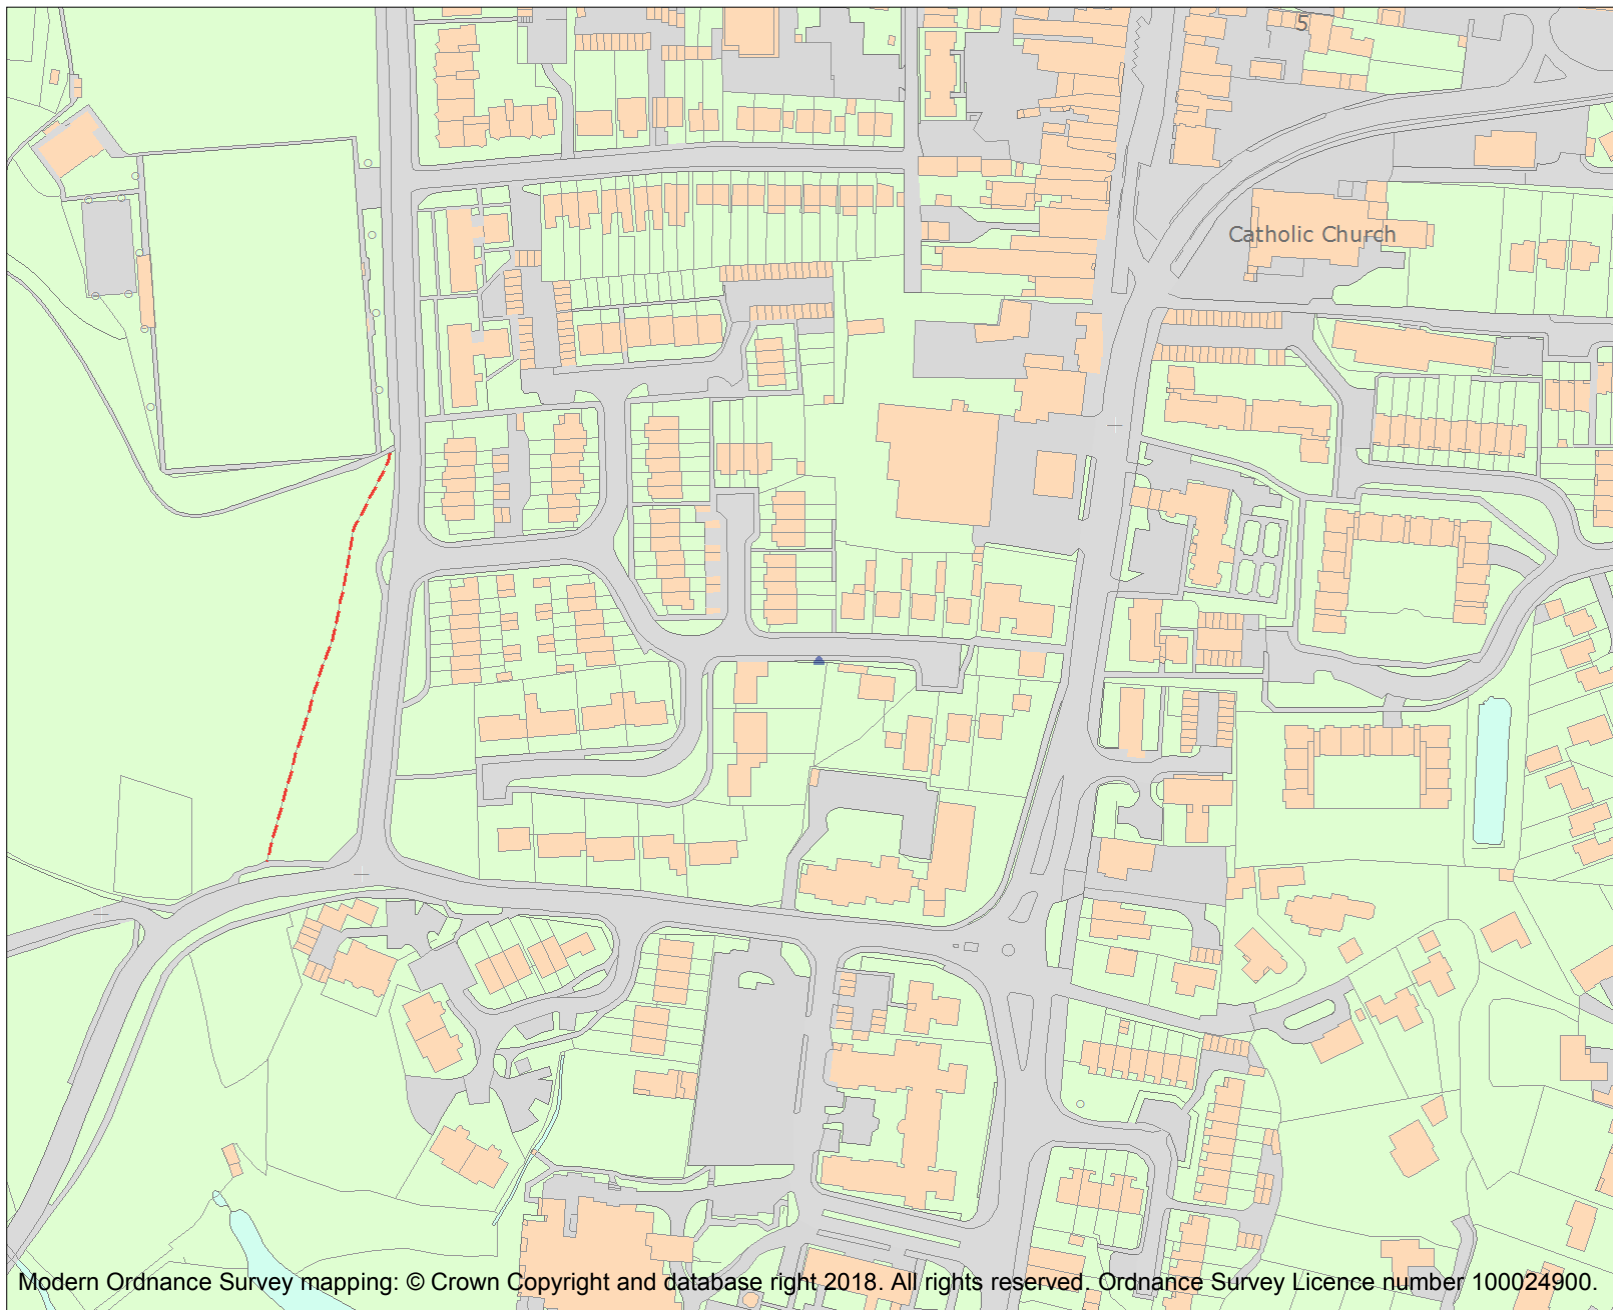 5
Catholic Church
Modern Ordnance Survey mapping: © Crown Copyright and database right 2018. All rights reserved. Ordnance Survey Licence number 100024900.